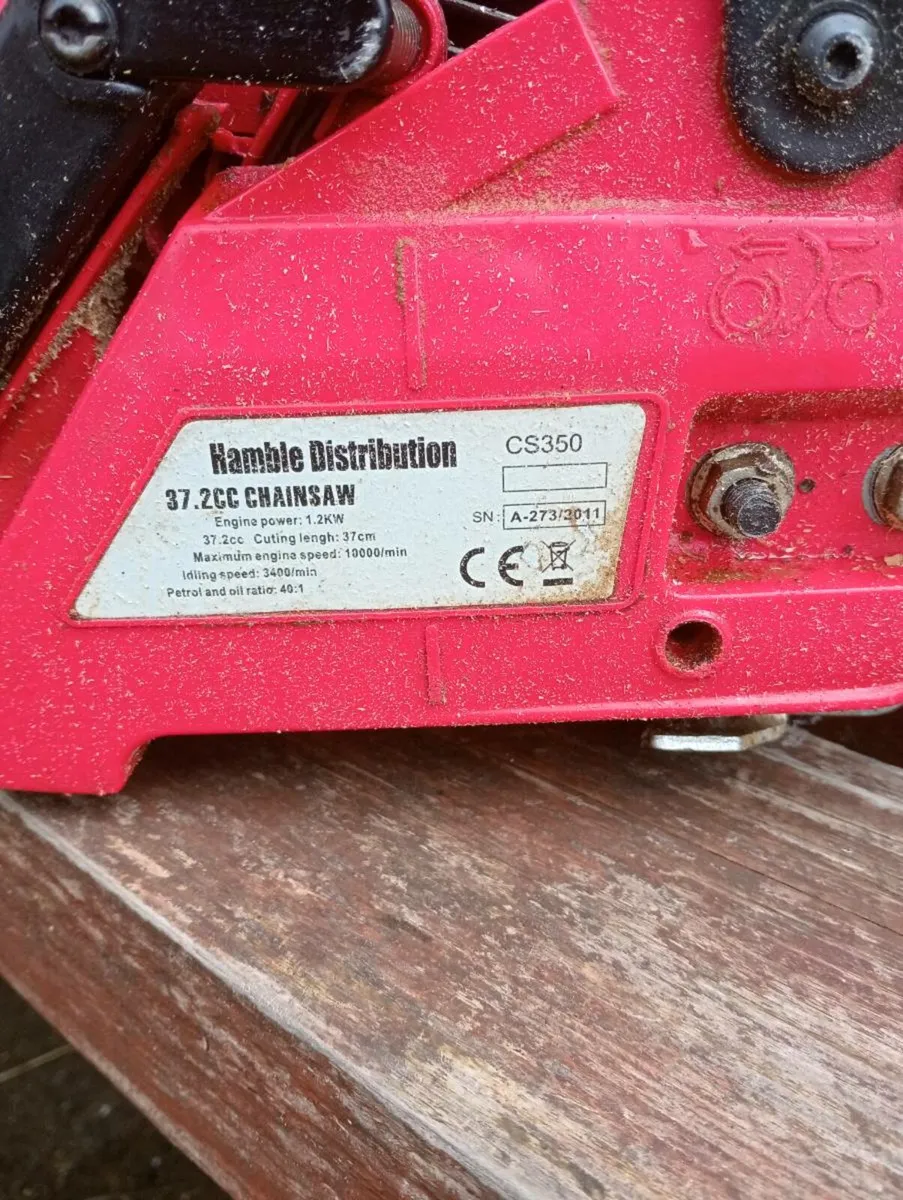 Hamble Distribution
CS350
37.2CC CHAINSAW
Engine power: 1.2KW
SN: A-273/2011
37.2cc Cuting lengh: 37cm
Maximum engine speed: 10000/min
Idling speed: 3400/min
Petrol and oil ratio: 40:1
CE